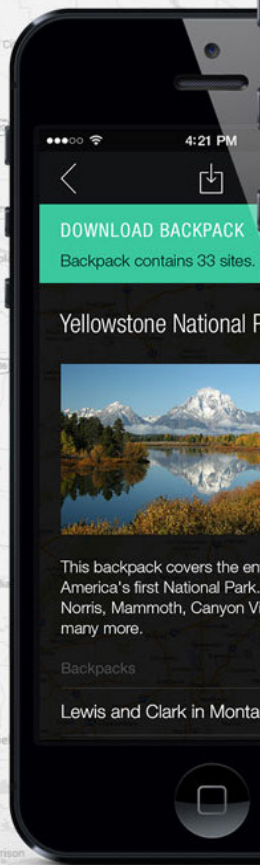 4:21 PM
DOWNLOAD BACKPACK
Backpack contains 33 sites.
Yellowstone National P
This backpack covers the en
America's first National Park.
Norris, Mammoth, Canyon Vi
many more.
Backpacks
Lewis and Clark in Monta